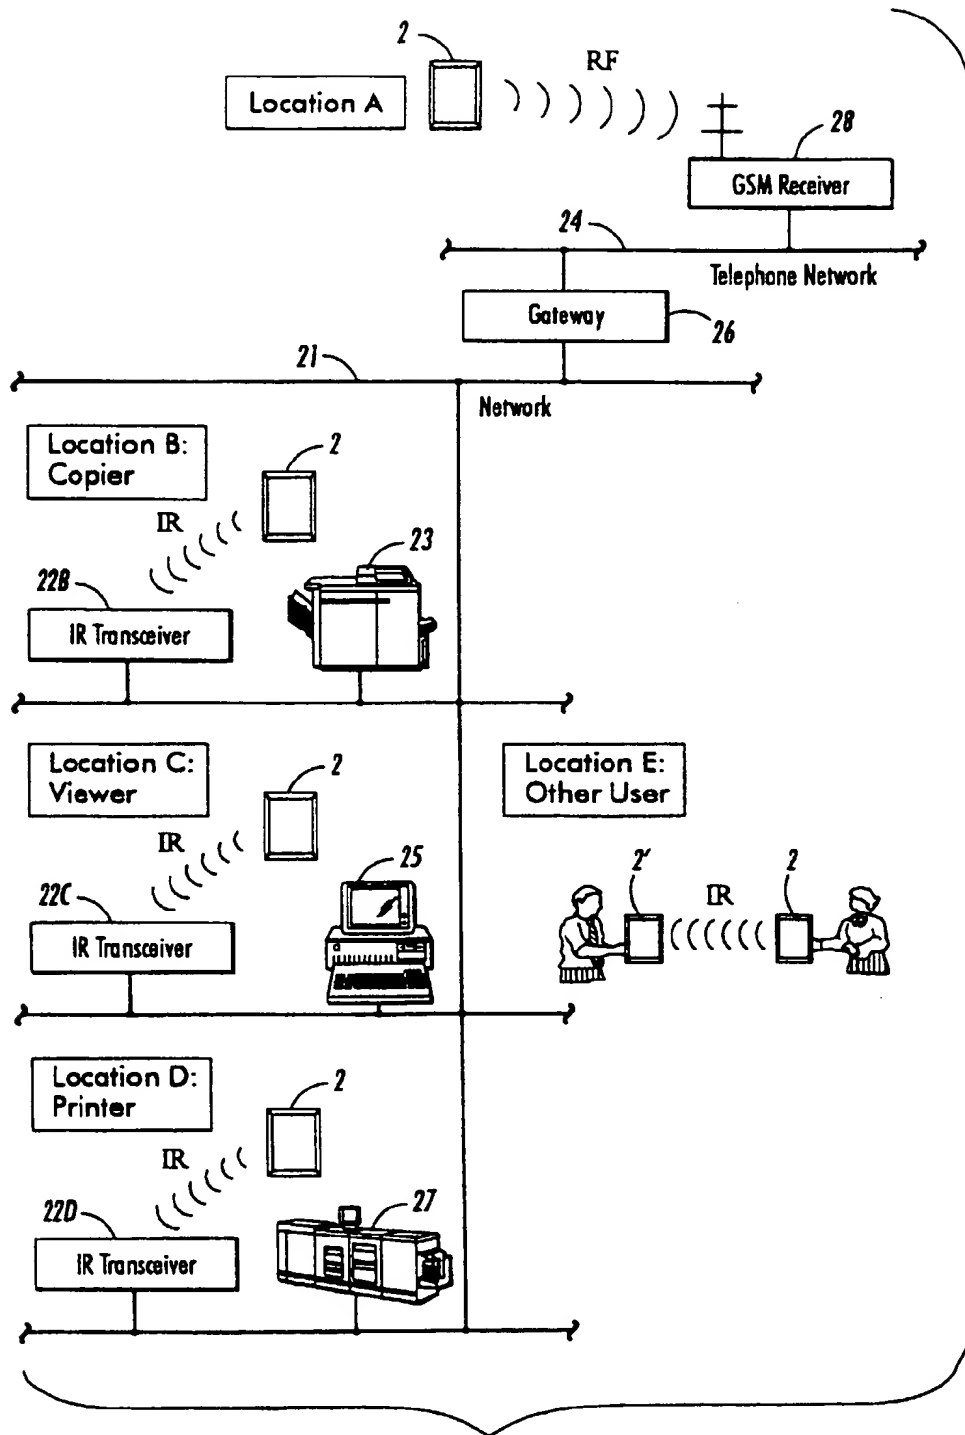 2
RF
Location A
28
GSM Receiver
24
Telephone Network
Gateway
26
21
Network
Location B:
Copier
2
IR
23
22B
IR Transceiver
Location C:
Viewer
2
IR
25
22C
IR Transceiver
Location E:
Other User
2'
IR
2
Location D:
Printer
2
IR
27
22D
IR Transceiver